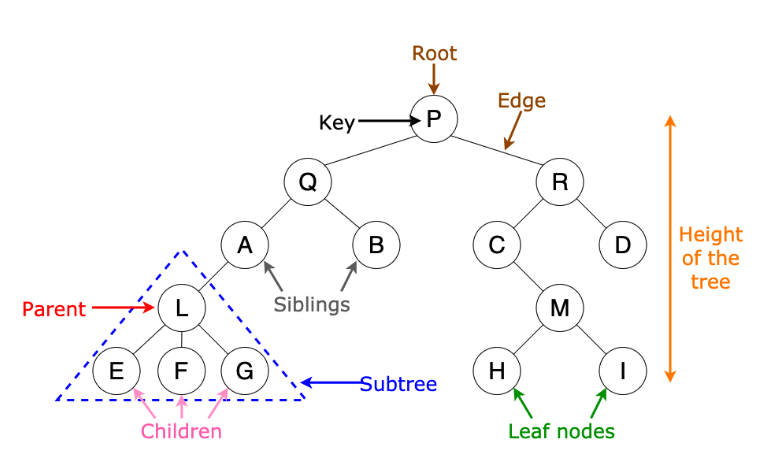 Root
Edge
Key
P
Q
R
A
B
C
D
Height
of the
tree
Siblings
Parent
L
M
E
F
G
H
I
Subtree
Children
Leaf nodes